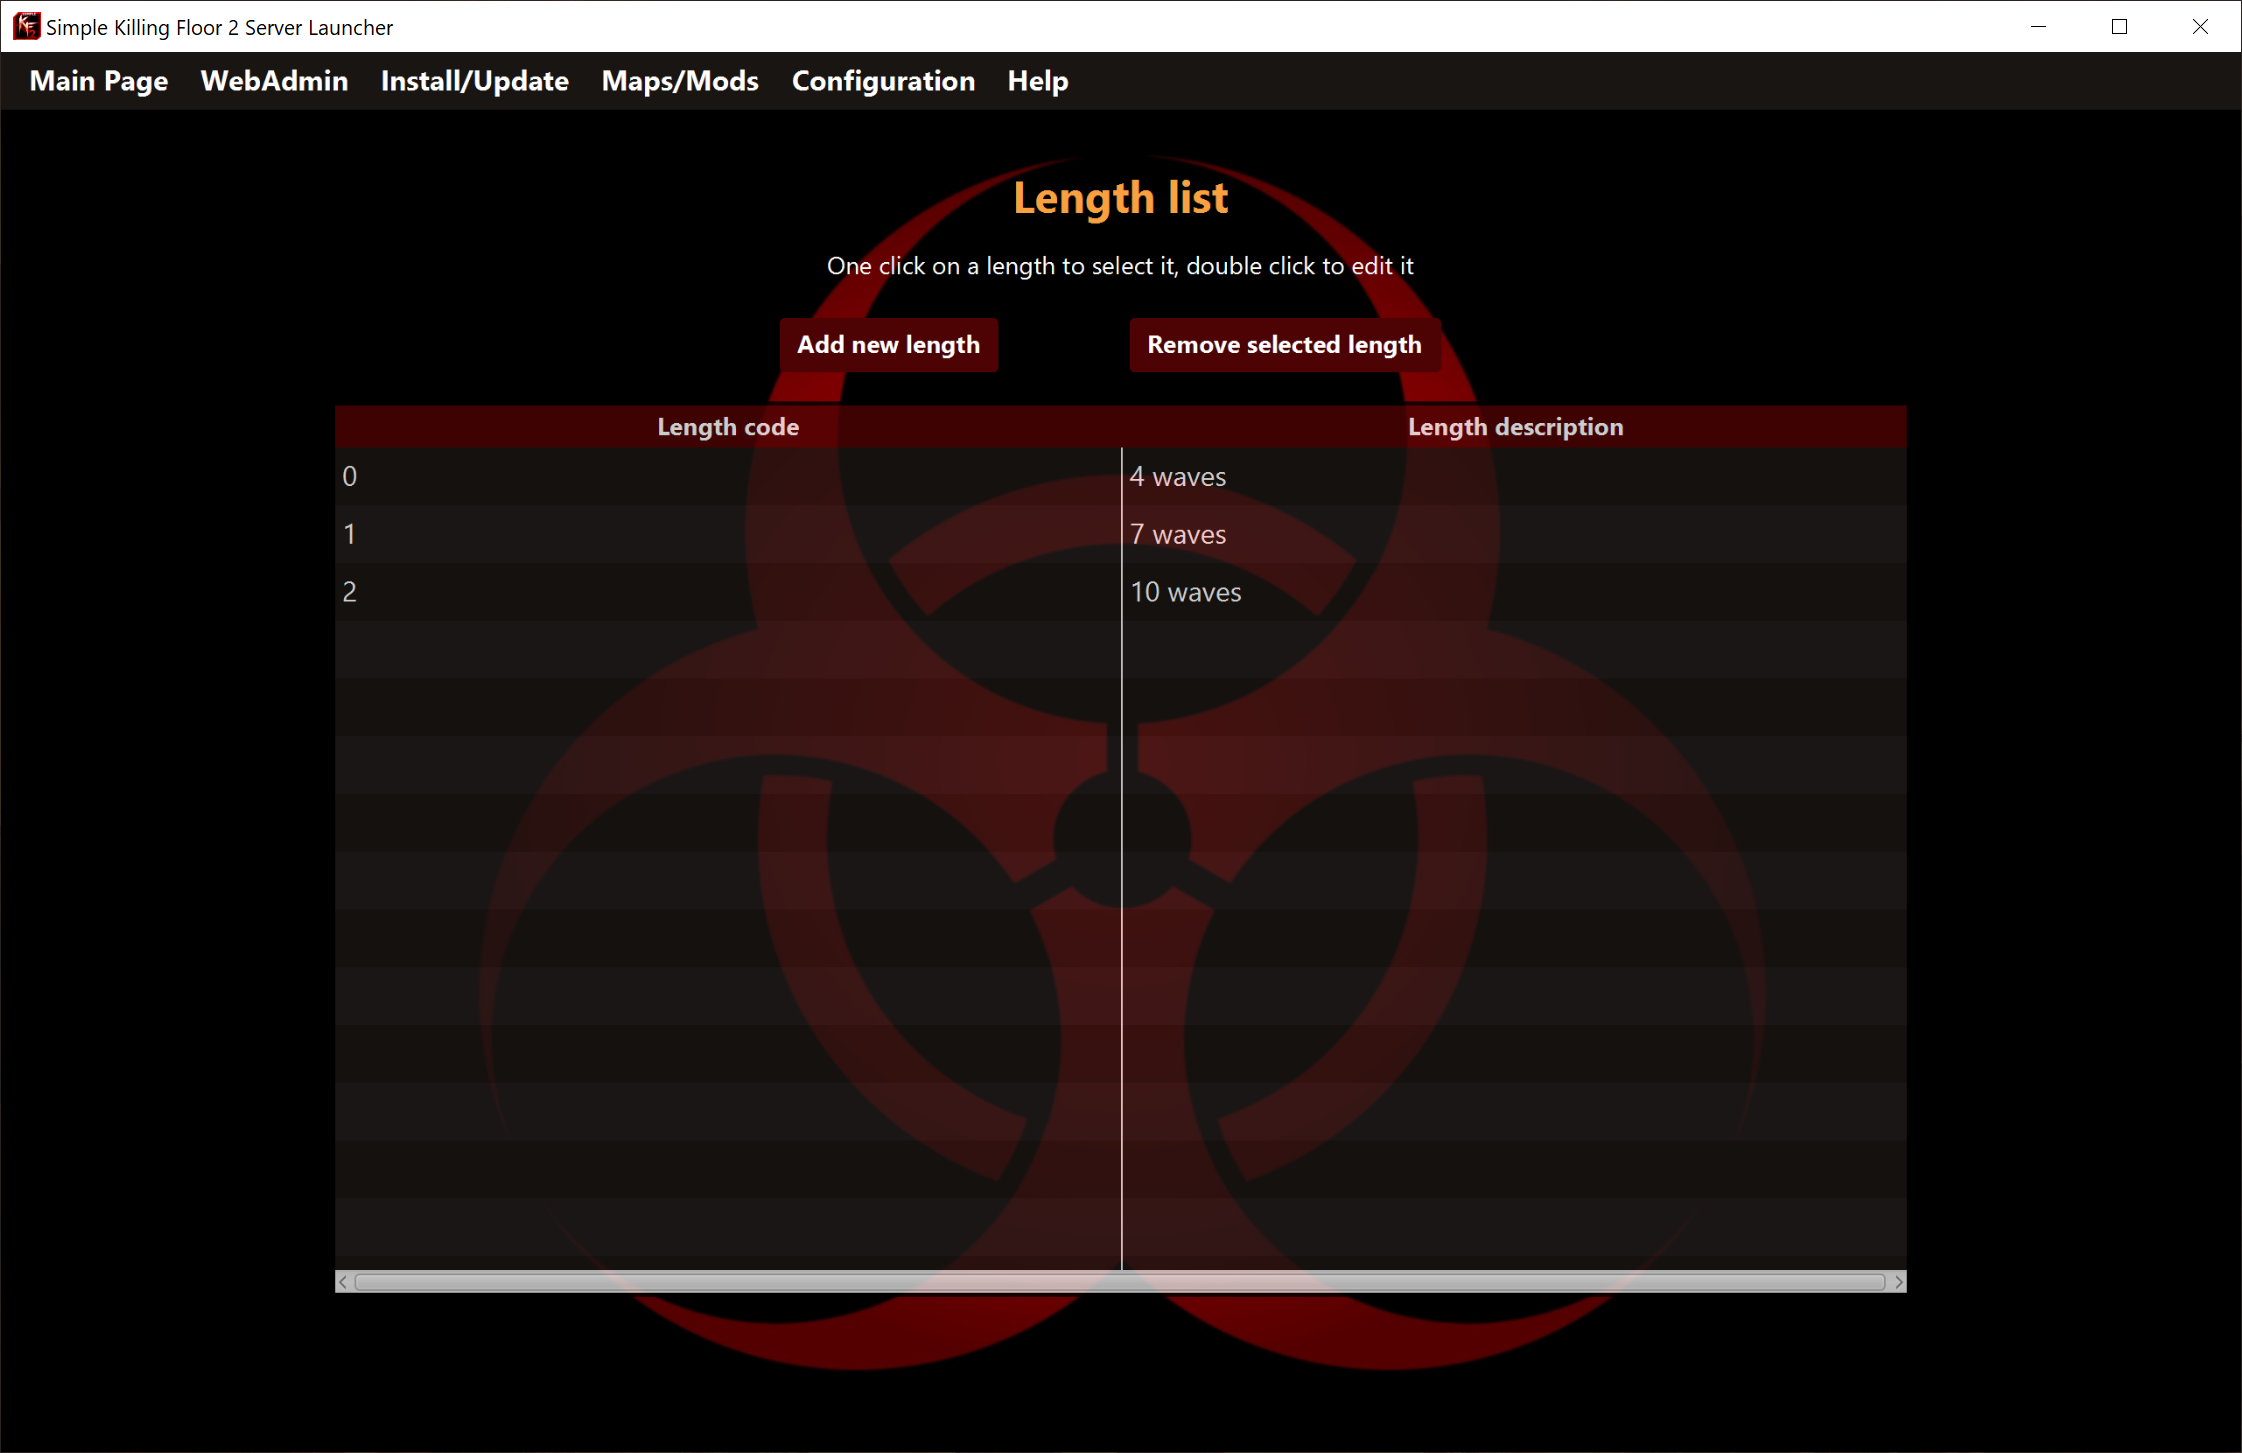 Simple Killing Floor 2 Server Launcher
Main Page WebAdmin Install/Update Maps/Mods Configuration Help
Length list
One click on a length to select it, double click to edit it
Add new length Remove selected length
Length code Length description
0 4 waves
1 7 waves
2 10 waves